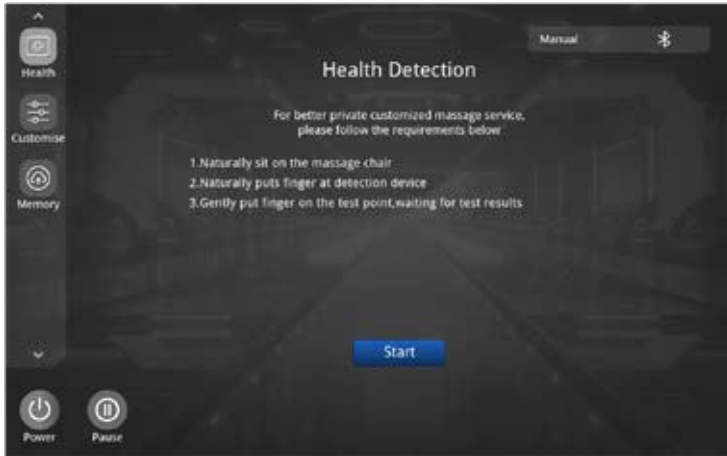 Manual
Health
Health Detection
For better private customized massage service,
please follow the requirements below
Customise
1.Naturally sit on the massage chair
2.Naturally puts finger at detection device
3.Gently put finger on the test point,waiting for test results
Memory
Start
Power
Pause